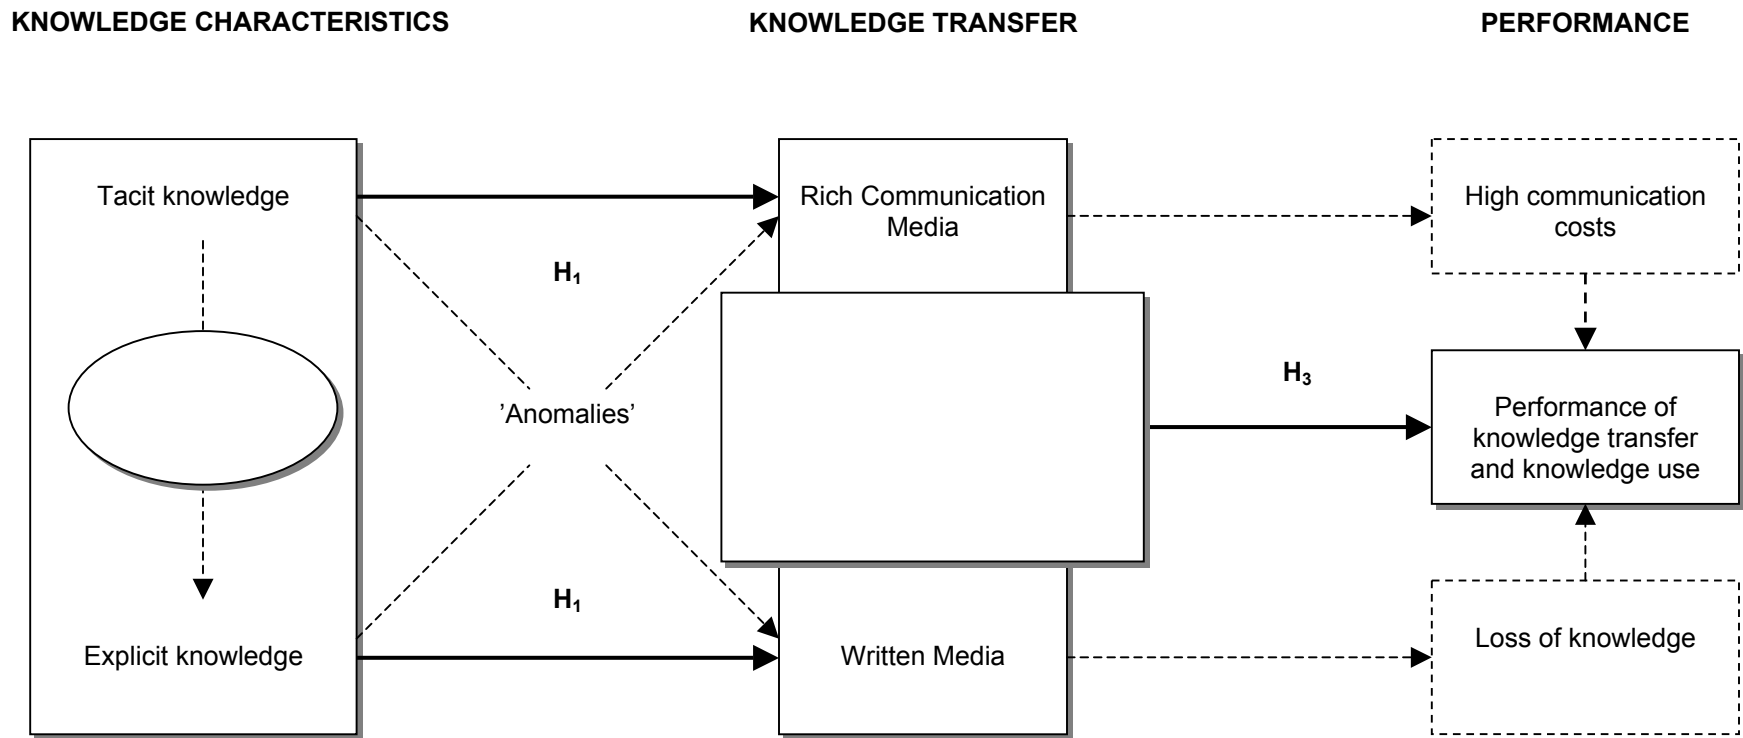 KNOWLEDGE CHARACTERISTICS
KNOWLEDGE TRANSFER
PERFORMANCE
Tacit knowledge
Rich Communication
Media
High communication
costs
H₁
H₃
'Anomalies’
Performance of
knowledge transfer
and knowledge use
H₁
Explicit knowledge
Written Media
Loss of knowledge